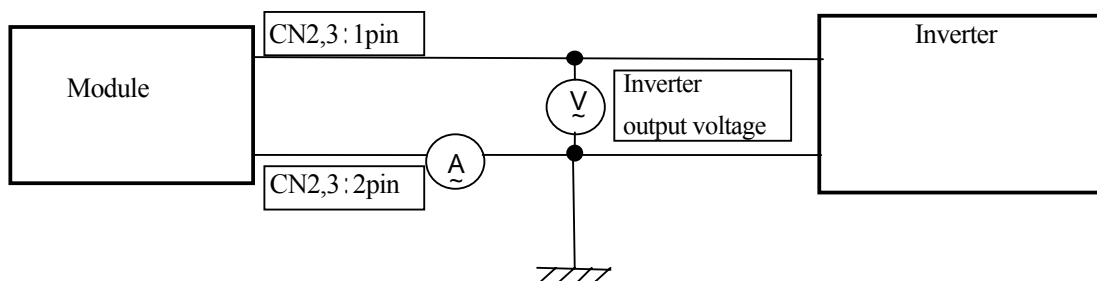 CN2,3：1pin
Inverter
Module
V
~
Inverter
output voltage
A
~
CN2,3：2pin